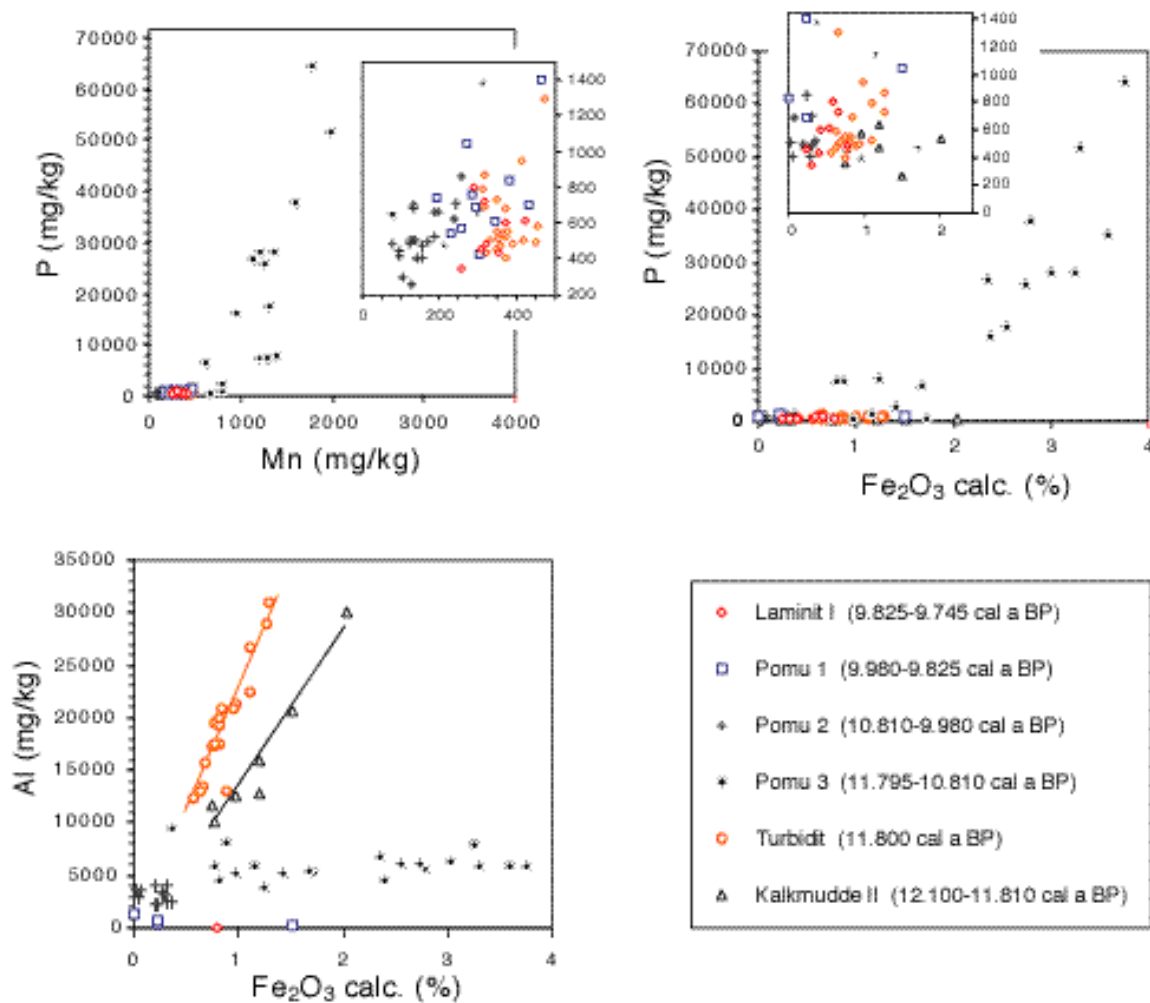 70000
60000
50000
40000
30000
20000
10000
0
P (mg/kg)
0 1000 2000 3000 4000
Mn (mg/kg)
1400
1200
1000
800
600
400
200
0 200 400
70000
60000
50000
40000
30000
20000
10000
0
P (mg/kg)
0 1 2 3 4
Fe₂O₃ calc. (%)
1400
1200
1000
800
600
400
200
0
0 1 2
35000
30000
25000
20000
15000
10000
5000
0
Al (mg/kg)
0 1 2 3 4
Fe₂O₃ calc. (%)
Laminit I (9.825-9.745 cal a BP)
Pomu 1 (9.980-9.825 cal a BP)
Pomu 2 (10.810-9.980 cal a BP)
Pomu 3 (11.795-10.810 cal a BP)
Turbidit (11.800 cal a BP)
Kalkmudde II (12.100-11.810 cal a BP)